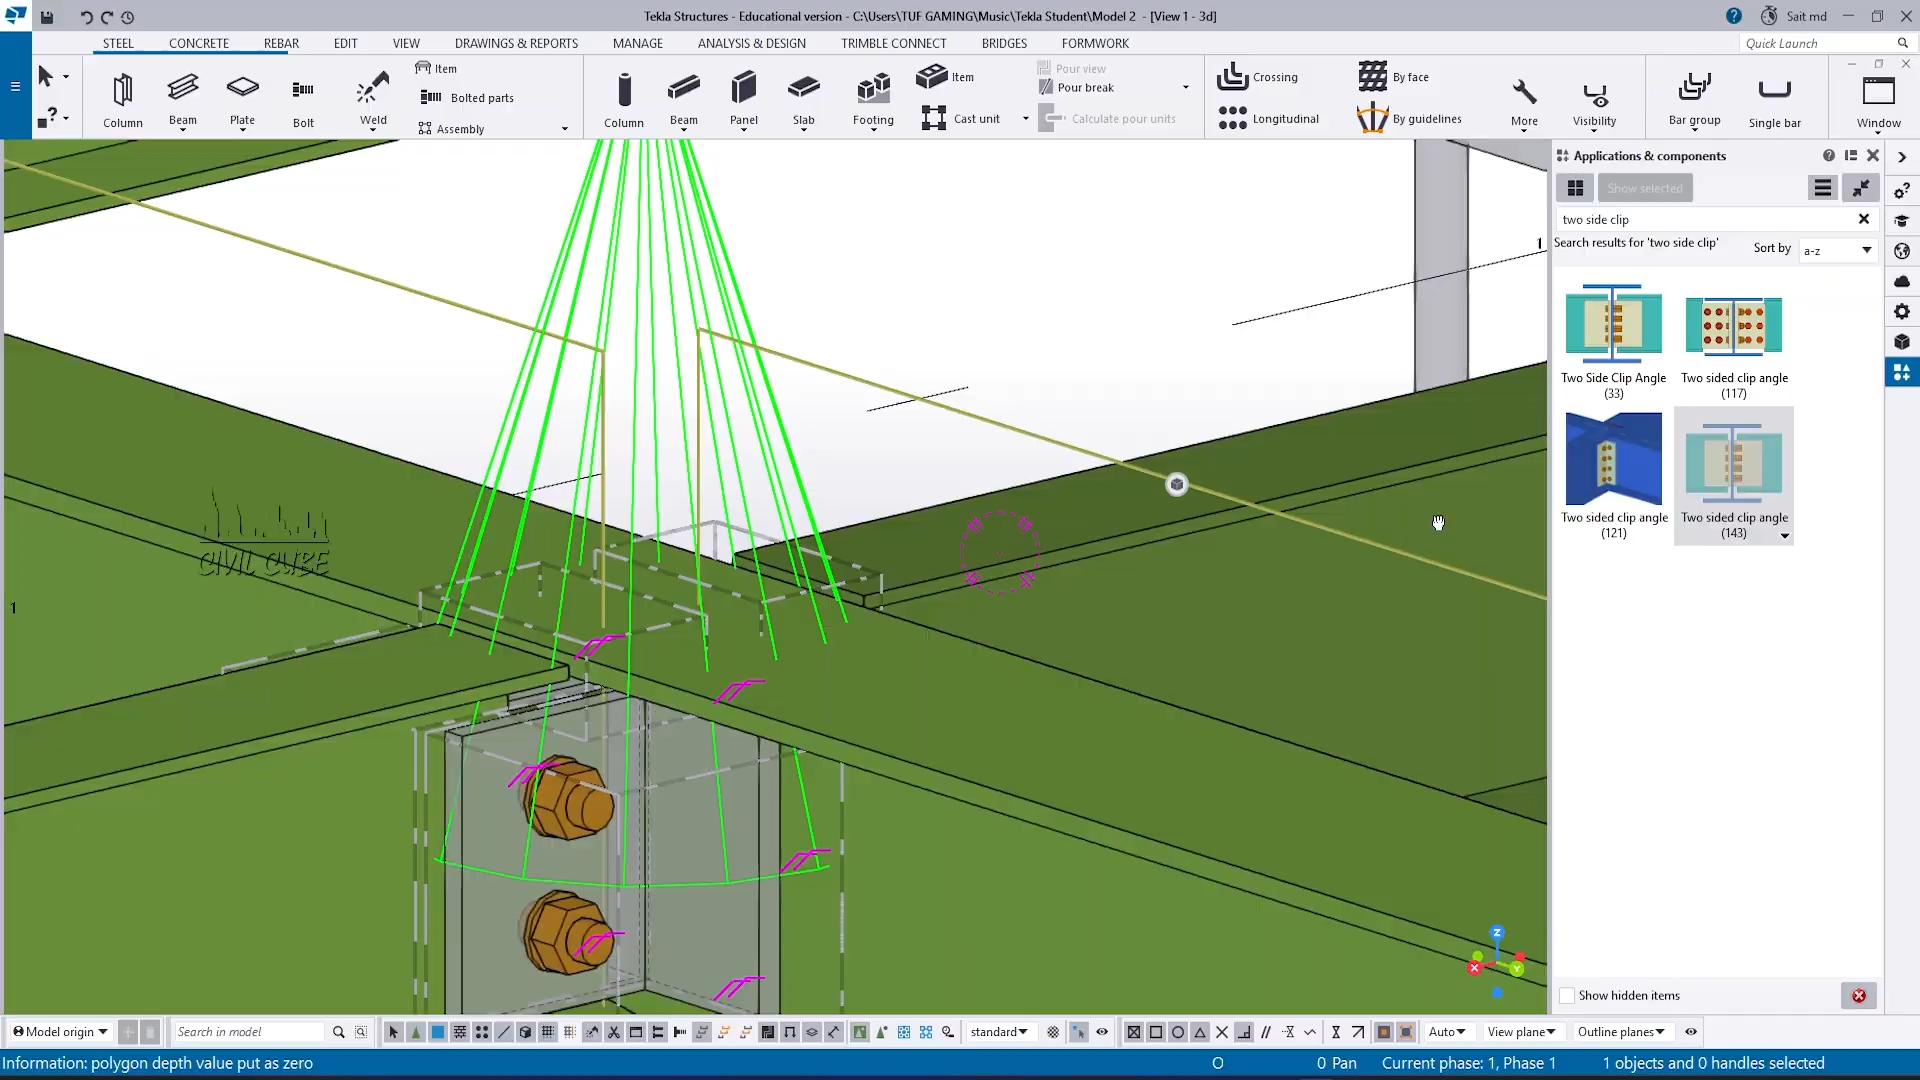 Tekla Structures - Educational version - C:\Users\TUF GAMING\Music\Tekla Student\Model 2 - [View 1 - 3d]
Sait md
STEEL CONCRETE REBAR EDIT VIEW DRAWINGS & REPORTS MANAGE ANALYSIS & DESIGN TRIMBLE CONNECT BRIDGES FORMWORK
Quick Launch
Column Beam Plate Bolt Weld
Item
Bolted parts
Assembly
Column Beam Panel Slab Footing
Item
Cast unit
Pour view
Pour break
Calculate pour units
Crossing
Longitudinal
By face
By guidelines
More
Visibility
Bar group
Single bar
Window
Applications & components
Show selected
two side clip
Search results for 'two side clip'
Sort by
a-z
Two Side Clip Angle
(33)
Two sided clip angle
(117)
Two sided clip angle
(121)
Two sided clip angle
(143)
1
CIVIL CUBE
1
Z
X
Y
Show hidden items
Model origin
Search in model
standard
Auto
View plane
Outline planes
Information: polygon depth value put as zero
O
0 Pan
Current phase: 1, Phase 1
1 objects and 0 handles selected